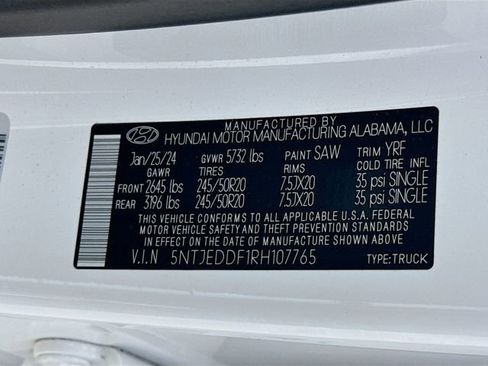 MANUFACTURED BY
HYUNDAI MOTOR MANUFACTURING ALABAMA, LLC
Jan/25/24 GVWR 5732 lbs PAINT SAW TRIM YRF
GAWR TIRES RIMS COLD TIRE INFL
FRONT 2645 lbs 245/50R20 7.5JX20 35 psi SINGLE
REAR 3196 lbs 245/50R20 7.5JX20 35 psi SINGLE
THIS VEHICLE CONFORMS TO ALL APPLICABLE U.S.A. FEDERAL
MOTOR VEHICLE SAFETY AND THEFT PREVENTION STANDARDS
IN EFFECT ON THE DATE OF MANUFACTURE SHOWN ABOVE.
V.I.N 5NTJEDDF1RH107765 TYPE:TRUCK